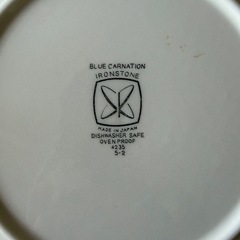 BLUE CARNATION
IRONSTONE
MADE IN JAPAN
DISHWASHER SAFE
OVEN PROOF
4235
S-2